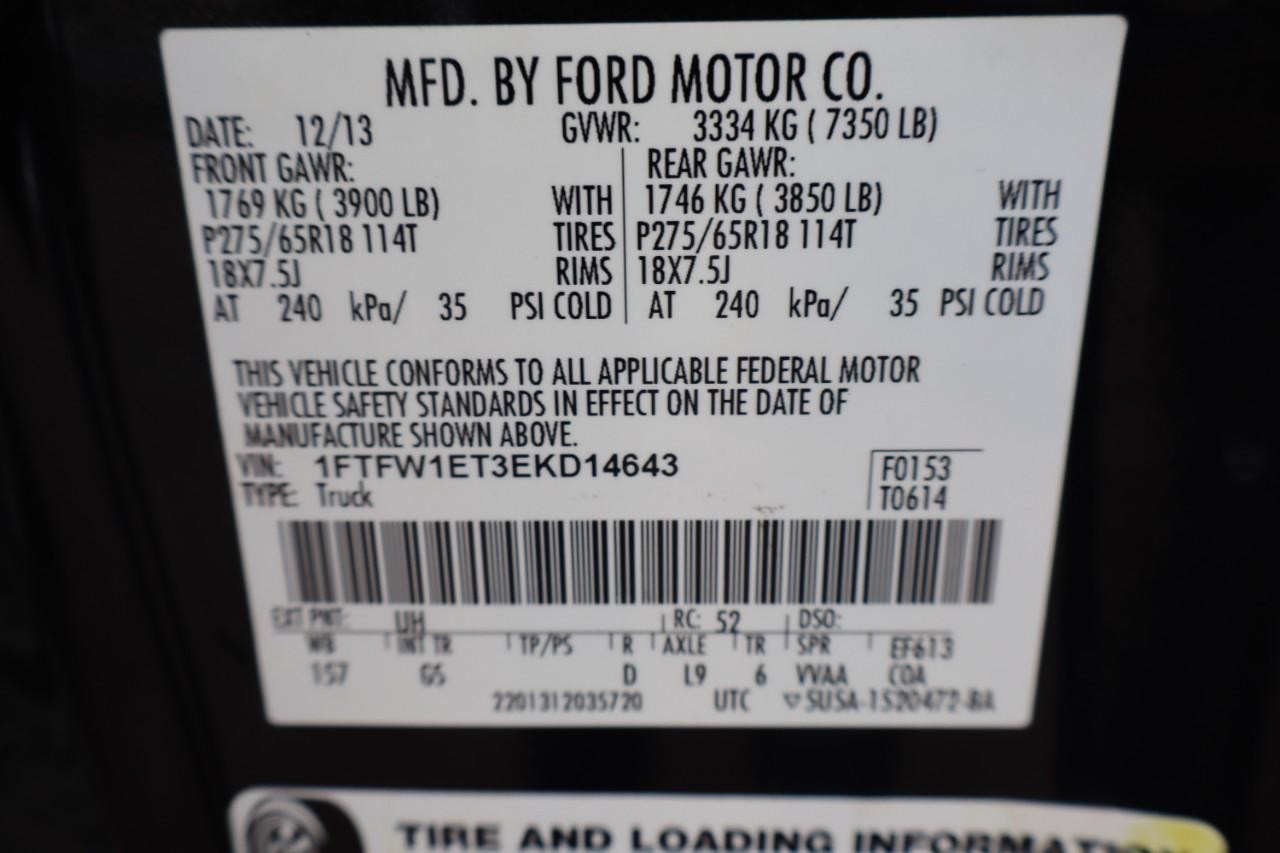 MFD. BY FORD MOTOR CO.
DATE: 12/13 GVWR: 3334 KG ( 7350 LB)
FRONT GAWR: REAR GAWR:
1769 KG ( 3900 LB) WITH 1746 KG ( 3850 LB) WITH
P275/65R18 114T TIRES P275/65R18 114T TIRES
18X7.5J RIMS 18X7.5J RIMS
AT 240 kPa/ 35 PSI COLD AT 240 kPa/ 35 PSI COLD
THIS VEHICLE CONFORMS TO ALL APPLICABLE FEDERAL MOTOR
VEHICLE SAFETY STANDARDS IN EFFECT ON THE DATE OF
MANUFACTURE SHOWN ABOVE.
VIN: 1FTFW1ET3EKD14643 F0153
TYPE: Truck T0614
EXT PNT: UH RC: 52 DSO:
WB INT TR TP/PS R AXLE TR SPR EF613
157 GS D L9 6 VVAA COA
2201312035720 UTC ▽SUSA-1520472-BA
TIRE AND LOADING INFORMATION